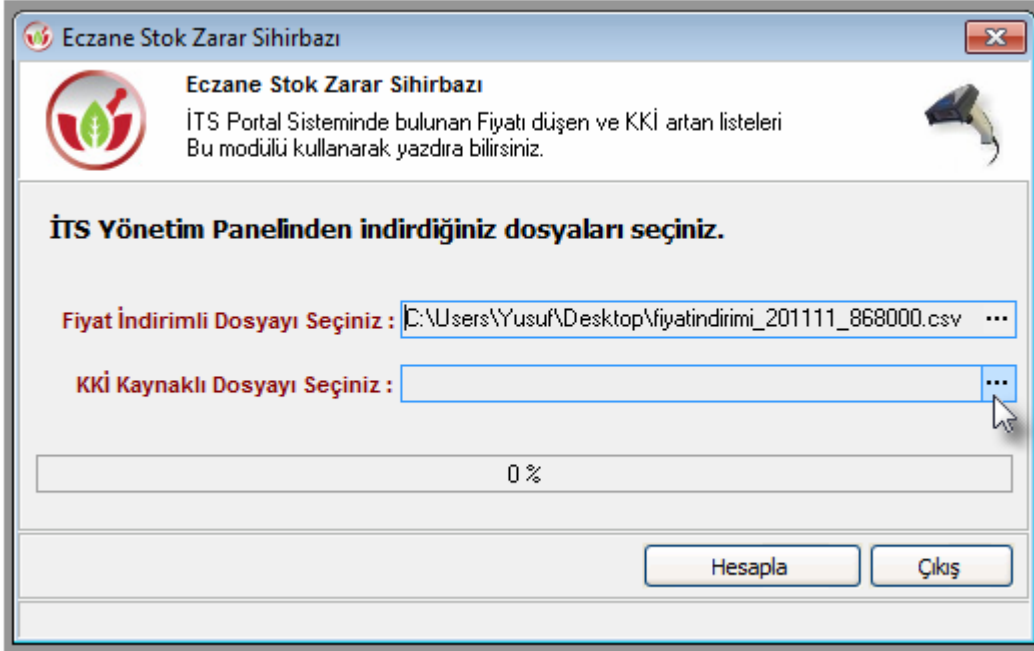 Eczane Stok Zarar Sihirbazı
Eczane Stok Zarar Sihirbazı
İTS Portal Sisteminde bulunan Fiyatı düşen ve KKİ artan listeleri
Bu modülü kullanarak yazdıra bilirsiniz.
İTS Yönetim Panelinden indirdiğiniz dosyaları seçiniz.
Fiyat İndirimli Dosyayı Seçiniz : C:\Users\Yusuf\Desktop\fiyatindirimi_201111_868000.csv ...
KKİ Kaynaklı Dosyayı Seçiniz : ...
0 %
Hesapla Çıkış